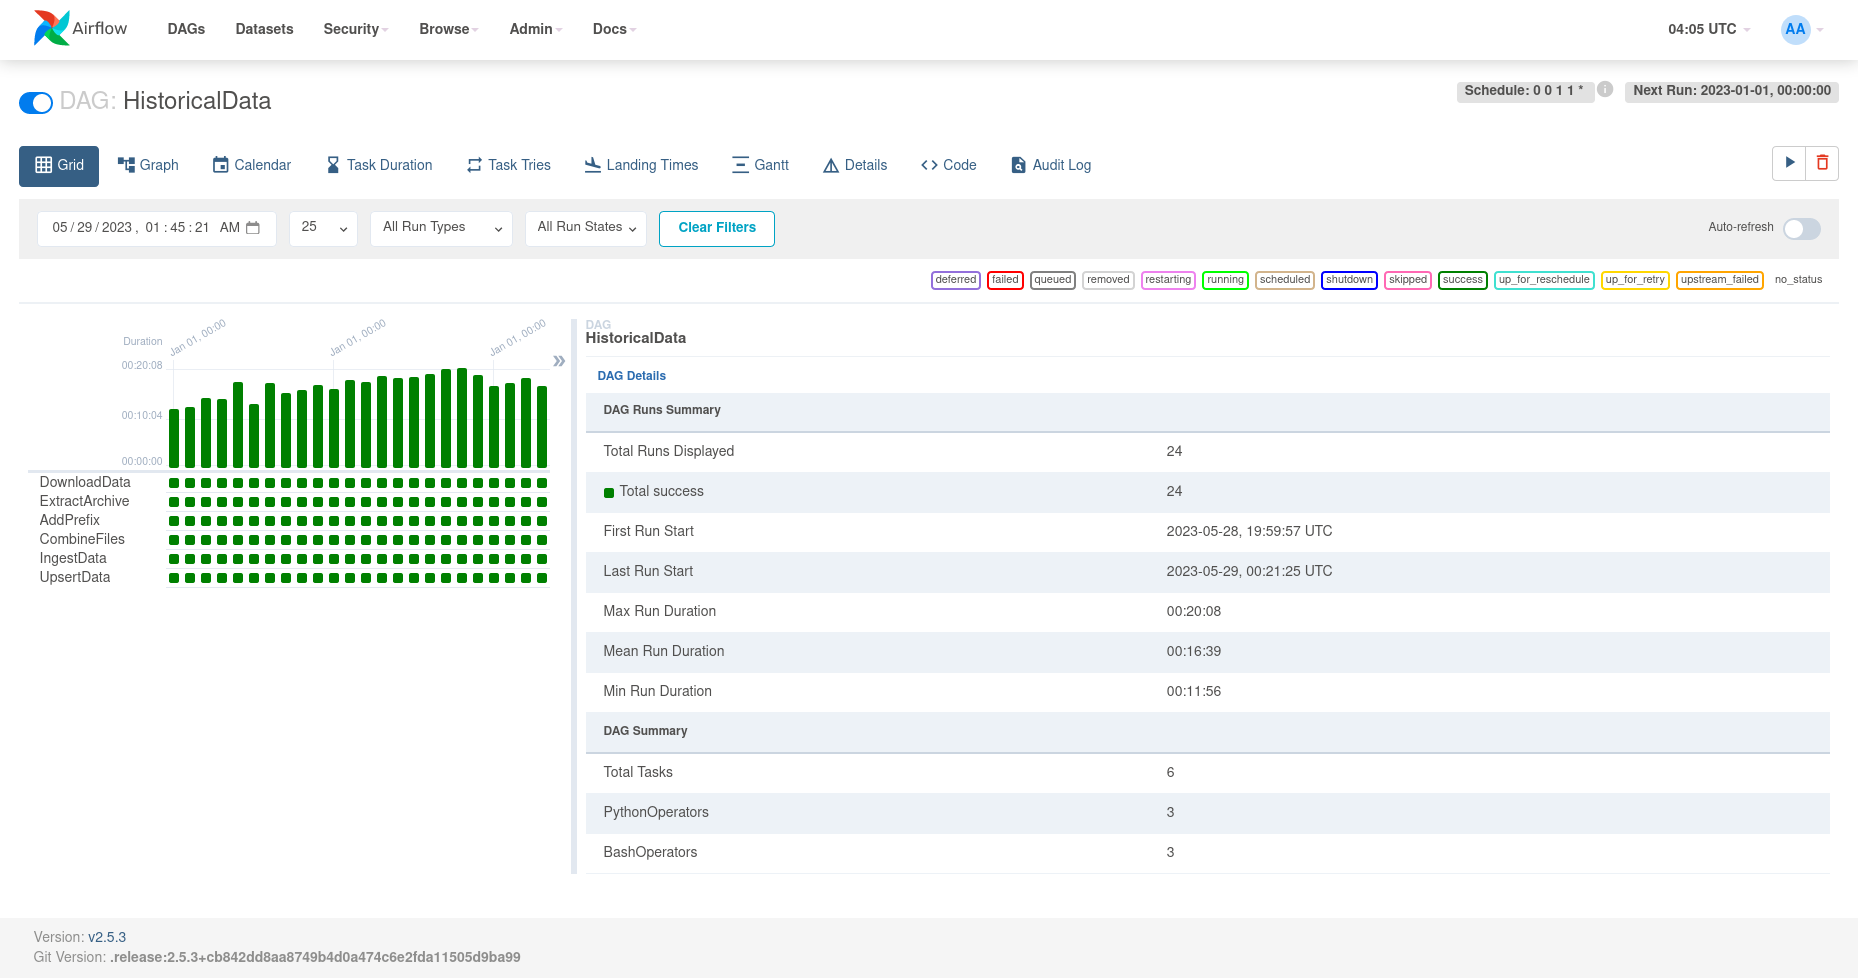 Airflow DAGs Datasets Security Browse Admin Docs 04:05 UTC AA
DAG: HistoricalData
Schedule: 0 0 1 1 * i Next Run: 2023-01-01, 00:00:00
Grid Graph Calendar Task Duration Task Tries Landing Times Gantt Details Code Audit Log
05 / 29 / 2023 , 01 : 45 : 21 AM 25 All Run Types All Run States Clear Filters Auto-refresh
deferred failed queued removed restarting running scheduled shutdown skipped success up_for_reschedule up_for_retry upstream_failed no_status
Jan 01, 00:00 Jan 01, 00:00 Jan 01, 00:00
Duration
00:20:08
00:10:04
00:00:00
DownloadData
ExtractArchive
AddPrefix
CombineFiles
IngestData
UpsertData
DAG
HistoricalData
DAG Details
DAG Runs Summary
Total Runs Displayed 24
Total success 24
First Run Start 2023-05-28, 19:59:57 UTC
Last Run Start 2023-05-29, 00:21:25 UTC
Max Run Duration 00:20:08
Mean Run Duration 00:16:39
Min Run Duration 00:11:56
DAG Summary
Total Tasks 6
PythonOperators 3
BashOperators 3
Version: v2.5.3
Git Version: .release:2.5.3+cb842dd8aa8749b4d0a474c6e2fda11505d9ba99